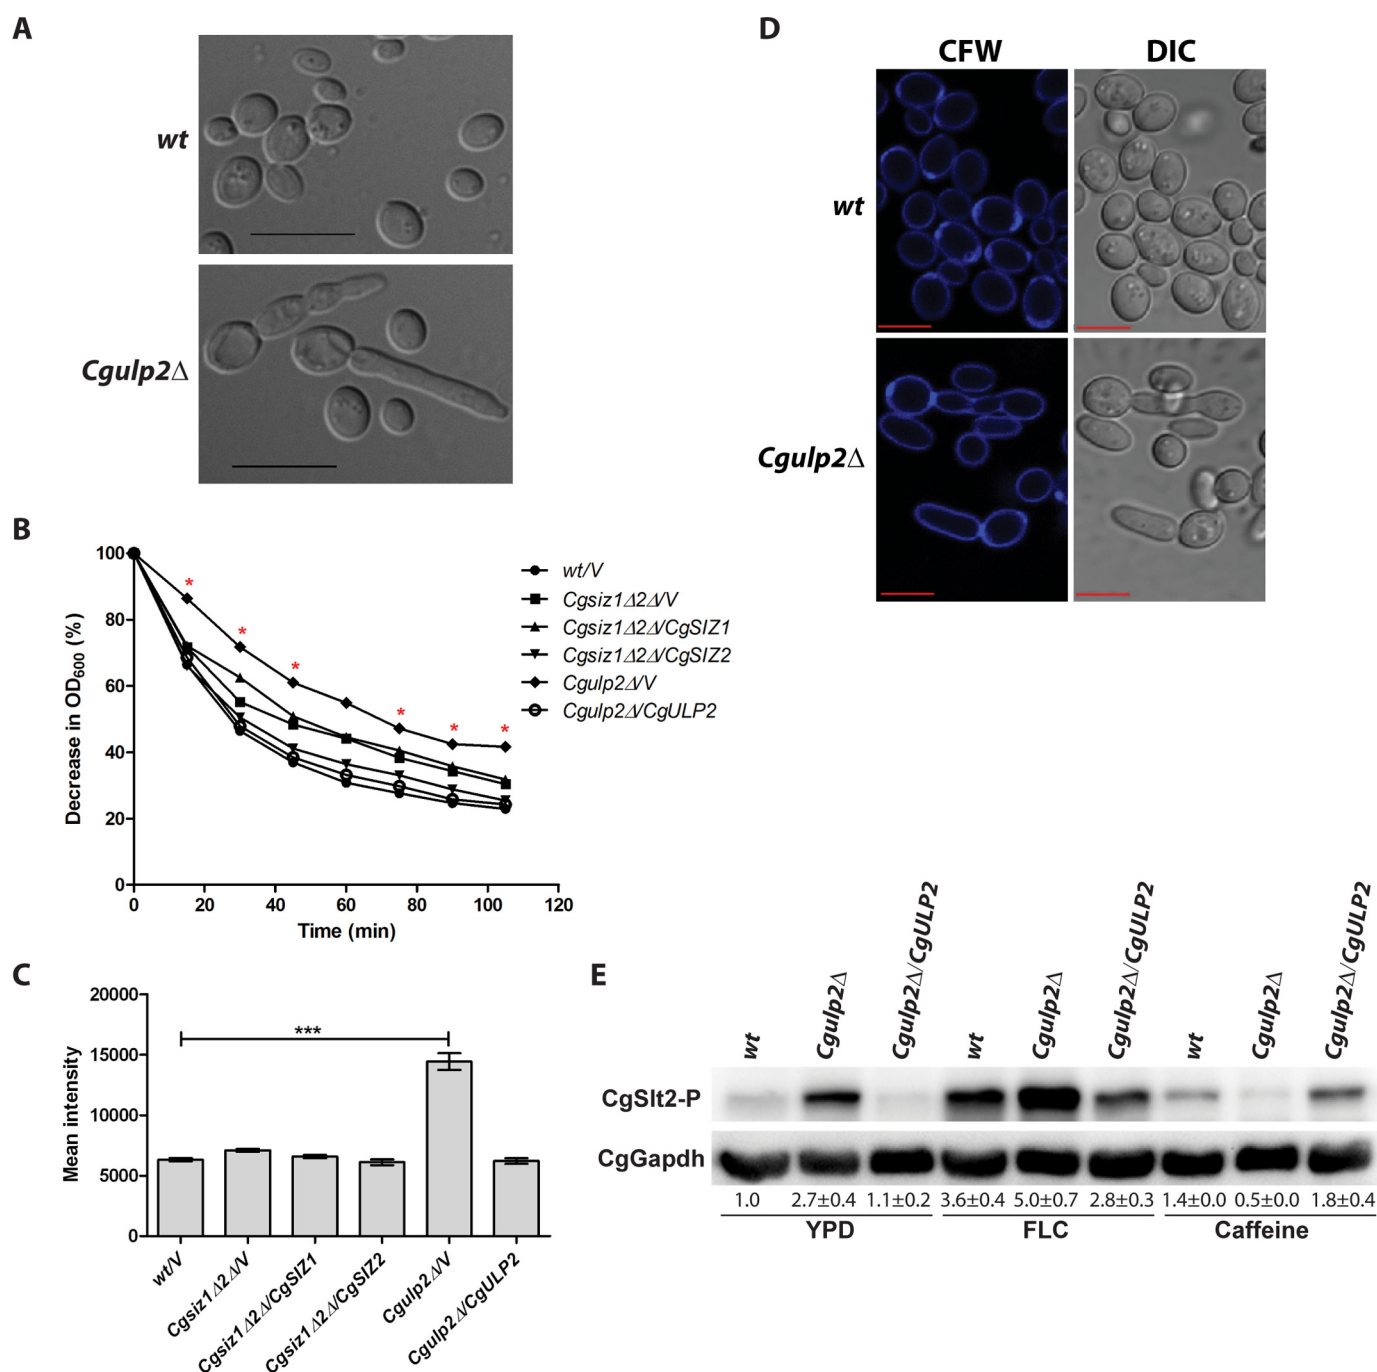 A
wt
Cgulp2Δ
B
Decrease in OD600 (%)
100
80
60
40
20
0
*
*
*
*
*
*
0 20 40 60 80 100 120
Time (min)
wt/V
Cgsiz1Δ2Δ/V
Cgsiz1Δ2Δ/CgSIZ1
Cgsiz1Δ2Δ/CgSIZ2
Cgulp2Δ/V
Cgulp2Δ/CgULP2
C
Mean intensity
20000
15000
10000
5000
0
***
wt/V
Cgsiz1Δ2Δ/V
Cgsiz1Δ2Δ/CgSIZ1
Cgsiz1Δ2Δ/CgSIZ2
Cgulp2Δ/V
Cgulp2Δ/CgULP2
D
CFW DIC
wt
Cgulp2Δ
E
wt Cgulp2Δ Cgulp2Δ/CgULP2 wt Cgulp2Δ Cgulp2Δ/CgULP2 wt Cgulp2Δ Cgulp2Δ/CgULP2
CgSlt2-P
CgGapdh
1.0 2.7±0.4 1.1±0.2 3.6±0.4 5.0±0.7 2.8±0.3 1.4±0.0 0.5±0.0 1.8±0.4
YPD FLC Caffeine